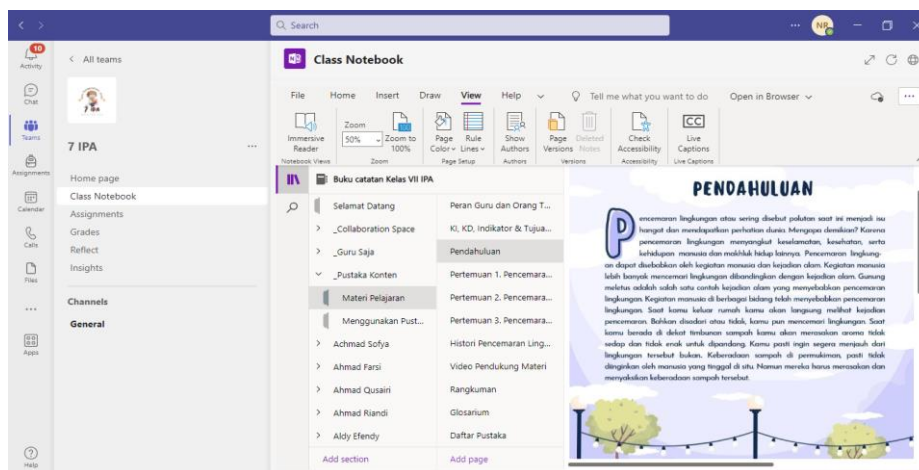 Search
NR
10
Activity
Chat
Teams
Assignments
Calendar
Calls
Files
Apps
Help
All teams
7 IPA
Home page
Class Notebook
Assignments
Grades
Reflect
Insights
Channels
General
Class Notebook
File Home Insert Draw View Help Tell me what you want to do Open in Browser
Immersive Reader
Zoom
50%
Zoom to 100%
Page Color
Rule Lines
Show Authors
Page Versions
Deleted Notes
Check Accessibility
CC
Live Captions
Notebook Views Zoom Page Setup Authors Versions Accessibility Live Captions
Buku catatan Kelas VII IPA
Selamat Datang
_Collaboration Space
_Guru Saja
_Pustaka Konten
Materi Pelajaran
Menggunakan Pust...
Achmad Sofya
Ahmad Farsi
Ahmad Qusairi
Ahmad Riandi
Aldy Efendy
Add section
Peran Guru dan Orang T...
KI, KD, Indikator & Tujua...
Pendahuluan
Pertemuan 1. Pencemara...
Pertemuan 2. Pencemara...
Pertemuan 3. Pencemara...
Histori Pencemaran Ling...
Video Pendukung Materi
Rangkuman
Glosarium
Daftar Pustaka
Add page
PENDAHULUAN
Pencemaran lingkungan atau sering disebut polutan saat ini menjadi isu
hangat dan mendapatkan perhatian dunia. Mengapa demikian? Karena
pencemaran lingkungan menyangkut keselamatan, kesehatan, serta
kehidupan manusia dan makhluk hidup lainnya. Pencemaran lingkung-
an dapat disebabkan oleh kegiatan manusia dan kejadian alam. Kegiatan manusia
lebih banyak mencemari lingkungan dibandingkan dengan kejadian alam. Gunung
meletus adalah salah satu contoh kejadian alam yang menyebabkan pencemaran
lingkungan. Kegiatan manusia di berbagai bidang telah menyebabkan pencemaran
lingkungan. Saat kamu keluar rumah kamu akan langsung melihat kejadian
pencemaran. Bahkan disadari atau tidak, kamu pun mencemari lingkungan. Saat
kamu berada di dekat timbunan sampah kamu akan merasakan aroma tidak
sedap dan tidak enak untuk dipandang. Kamu pasti ingin segera menjauh dari
lingkungan tersebut bukan. Keberadaan sampah di permukiman, pasti tidak
diinginkan oleh manusia yang tinggal di situ. Namun mereka harus merasakan dan
menyaksikan keberadaan sampah tersebut.